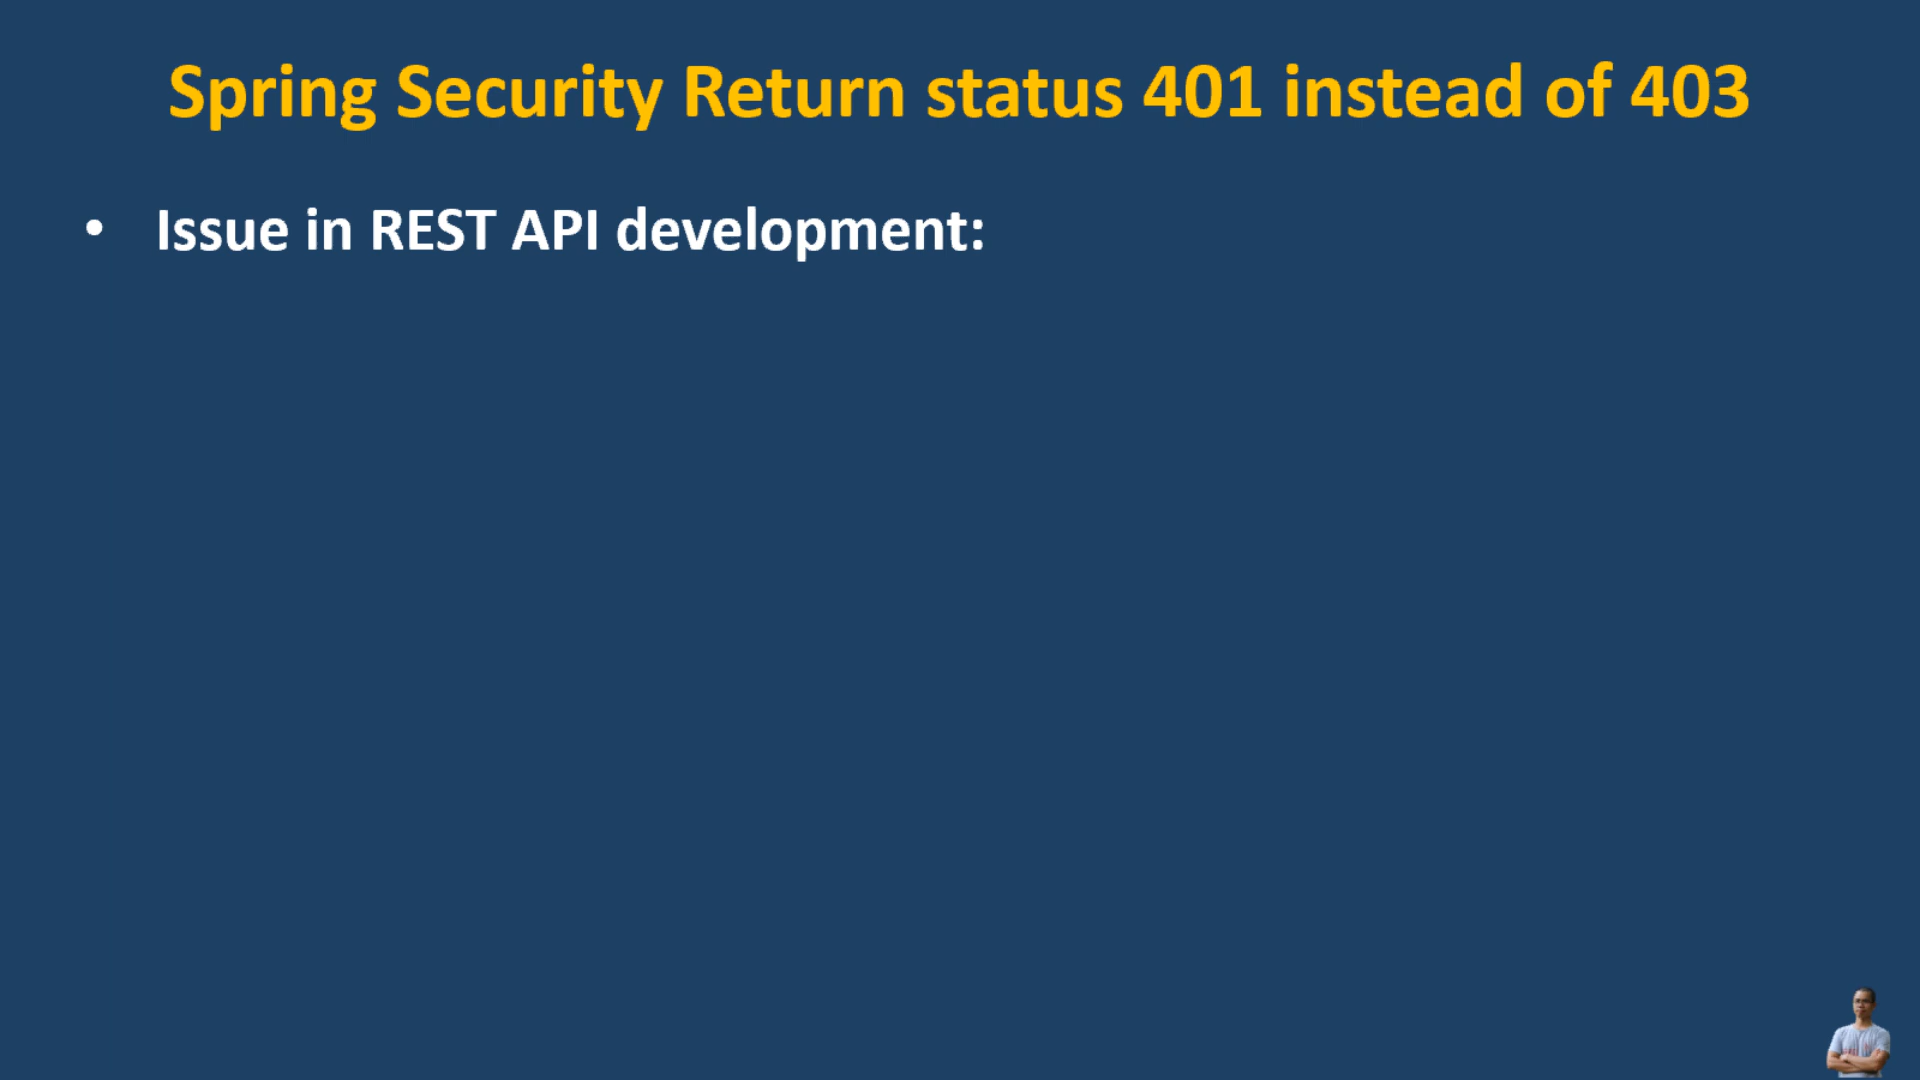 Spring Security Return status 401 instead of 403
• Issue in REST API development: